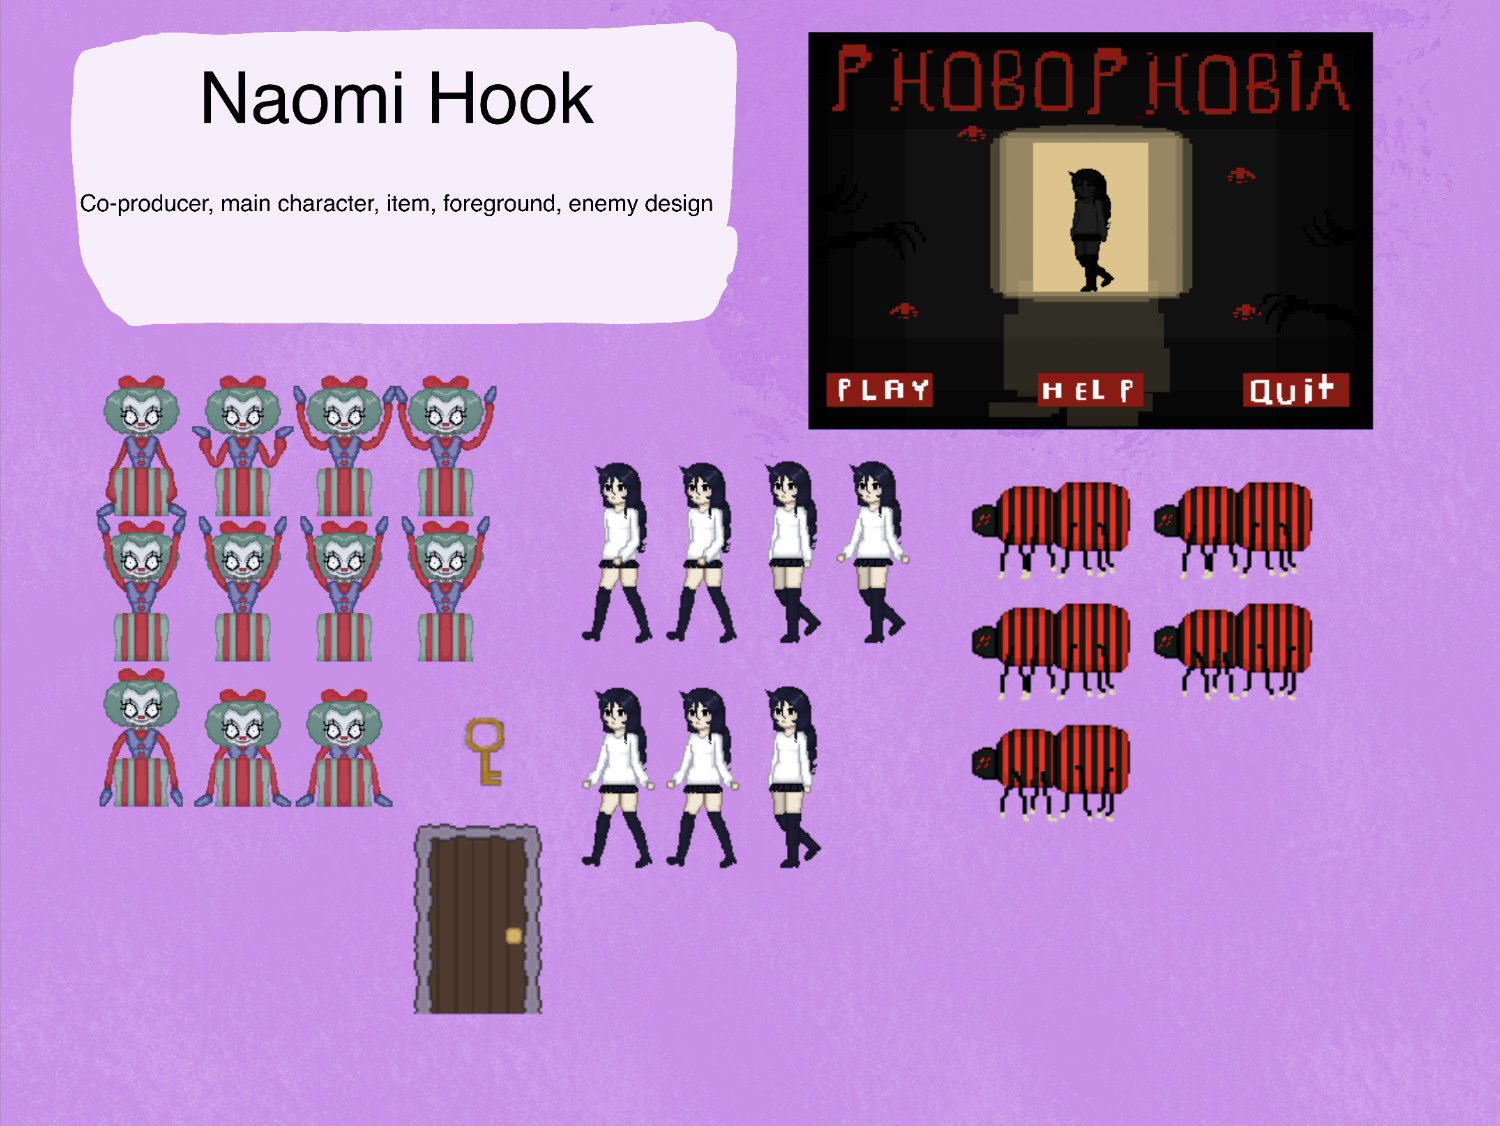 Naomi Hook
Co-producer, main character, item, foreground, enemy design
PHOBOPHOBiA
PLAY
HELP
Quit